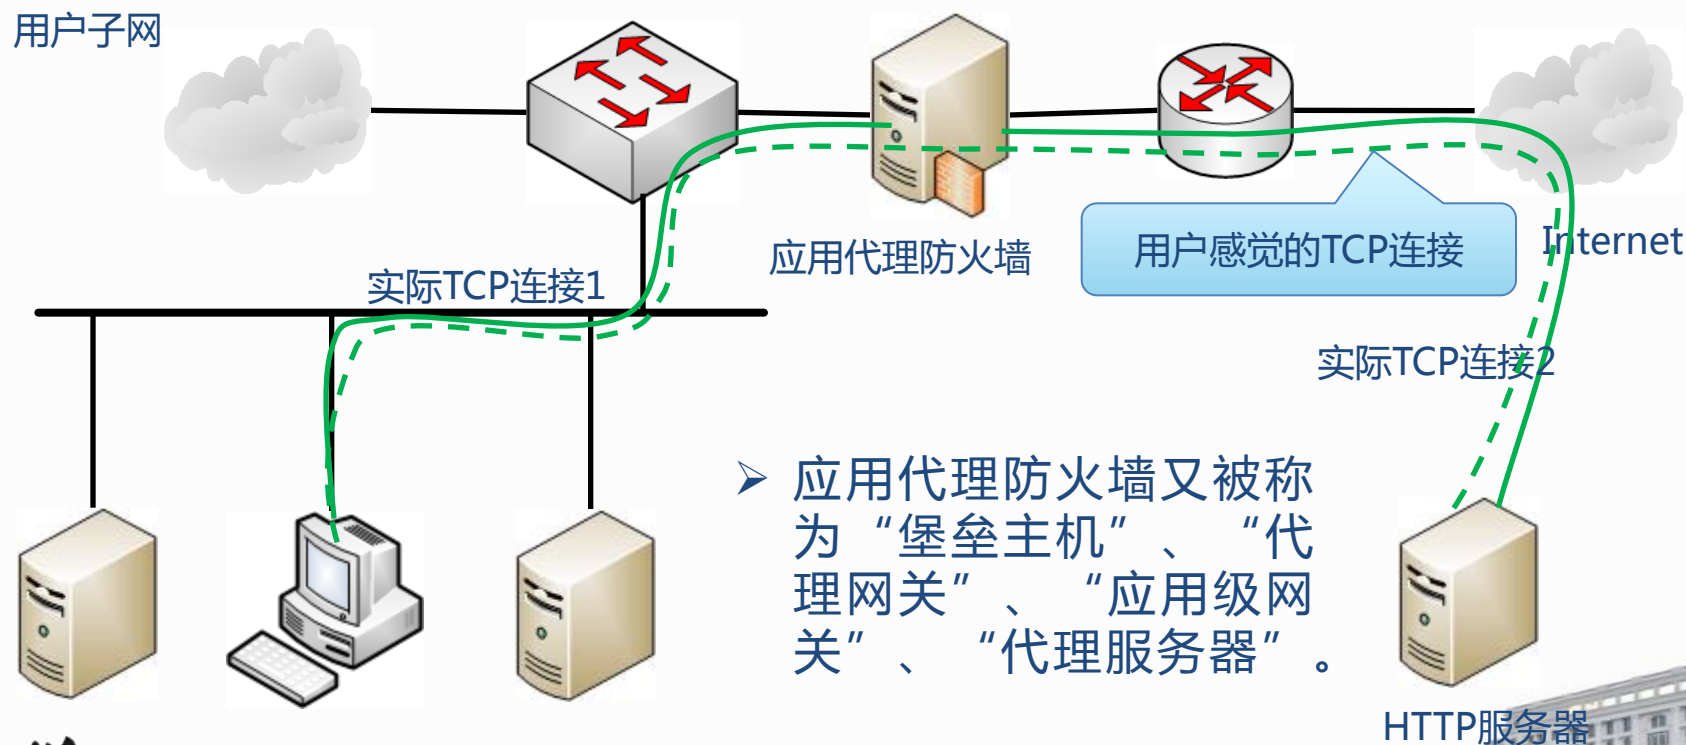 用户子网
应用代理防火墙
用户感觉的TCP连接
Internet
实际TCP连接1
实际TCP连接2
➢ 应用代理防火墙又被称
为“堡垒主机”、“代
理网关”、“应用级网
关”、“代理服务器”。
HTTP服务器